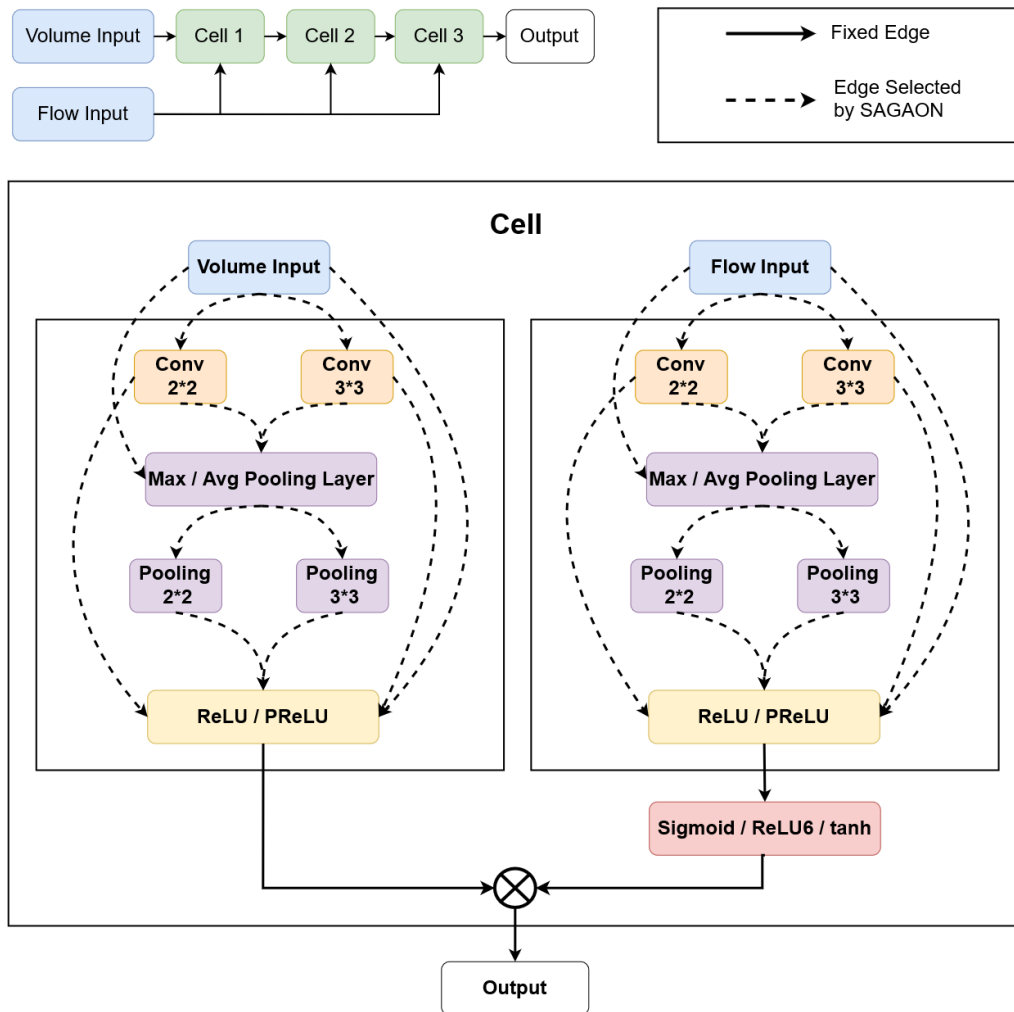 Volume Input
Cell 1
Cell 2
Cell 3
Output
Flow Input
Fixed Edge
Edge Selected
by SAGAON
Cell
Volume Input
Flow Input
Conv
2*2
Conv
3*3
Conv
2*2
Conv
3*3
Max / Avg Pooling Layer
Max / Avg Pooling Layer
Pooling
2*2
Pooling
3*3
Pooling
2*2
Pooling
3*3
ReLU / PReLU
ReLU / PReLU
Sigmoid / ReLU6 / tanh
Output